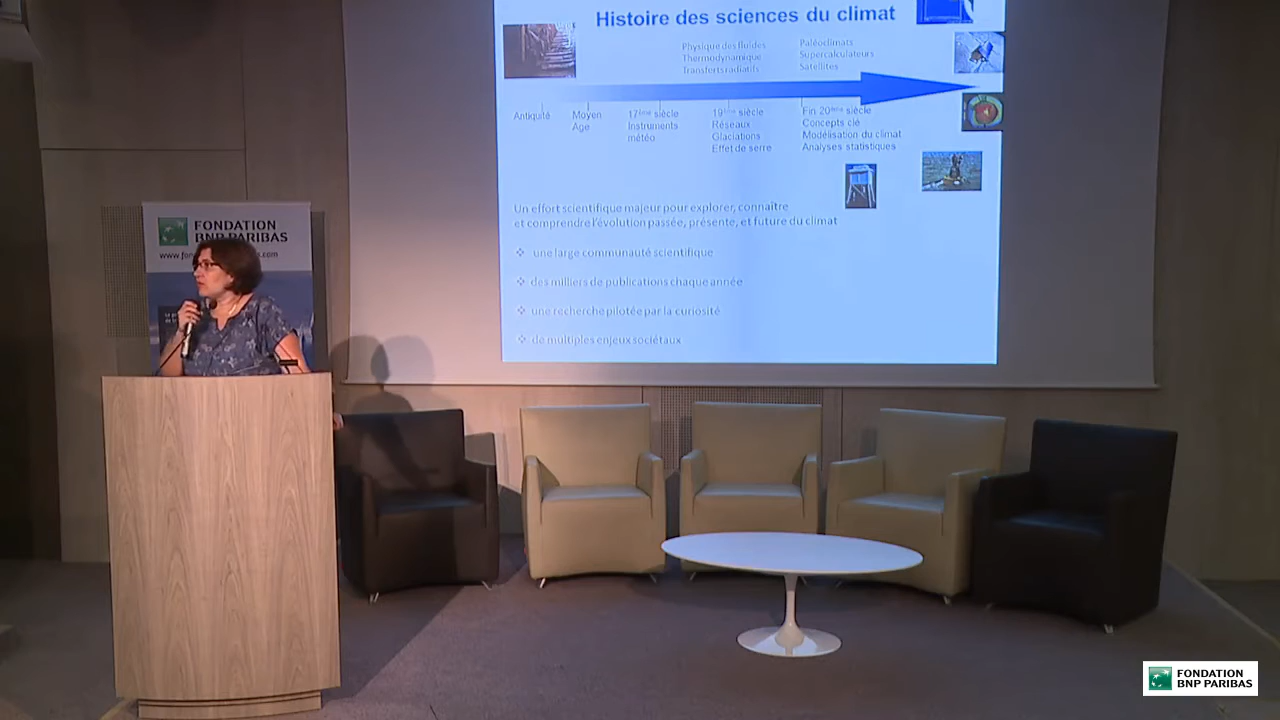 Histoire des sciences du climat
Physique des fluides
Thermodynamique
Transferts radiatifs
Paléoclimats
Supercalculateurs
Satellites
Antiquité
Moyen
Age
17ème siècle
Instruments
météo
19ème siècle
Réseaux
Glaciations
Effet de serre
Fin 20ème siècle
Concepts clé
Modélisation du climat
Analyses statistiques
Un effort scientifique majeur pour explorer, connaître
et comprendre l'évolution passée, présente, et future du climat
une large communauté scientifique
des milliers de publications chaque année
une recherche pilotée par la curiosité
de multiples enjeux sociétaux
FONDATION
BNP PARIBAS
FONDATION
BNP PARIBAS